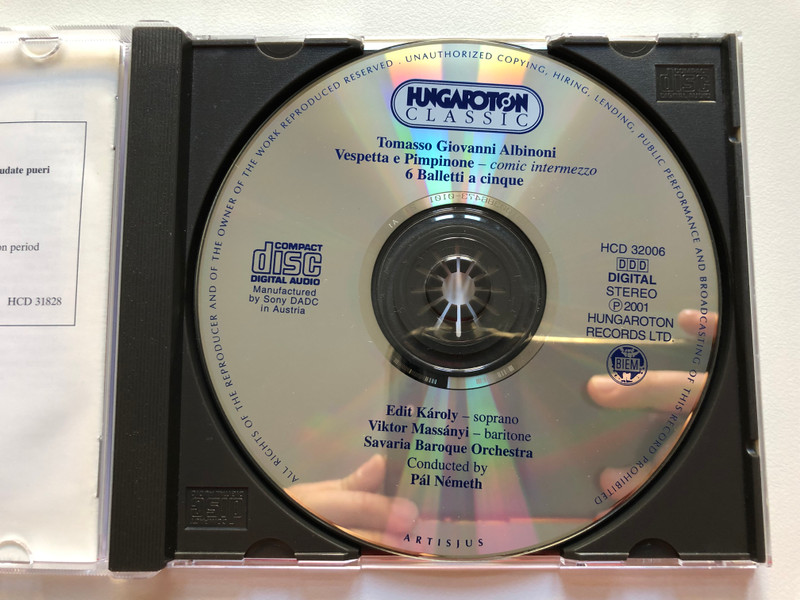 udate pueri
on period
HCD 31828
ALL RIGHTS OF THE REPRODUCER AND OF THE OWNER OF THE WORK REPRODUCED RESERVED . UNAUTHORIZED COPYING, HIRING, LENDING, PUBLIC PERFORMANCE AND BROADCASTING OF THIS RECORD PROHIBITED
HUNGAROTON
CLASSIC
Tomasso Giovanni Albinoni
Vespetta e Pimpinone – comic intermezzo
6 Balletti a cinque
COMPACT
disc
DIGITAL AUDIO
Manufactured
by Sony DADC
in Austria
HCD 32006
DDD
DIGITAL
STEREO
Ⓟ 2001
HUNGAROTON
RECORDS LTD.
BIEM
Edit Károly – soprano
Viktor Massányi – baritone
Savaria Baroque Orchestra
Conducted by
Pál Németh
ARTISJUS